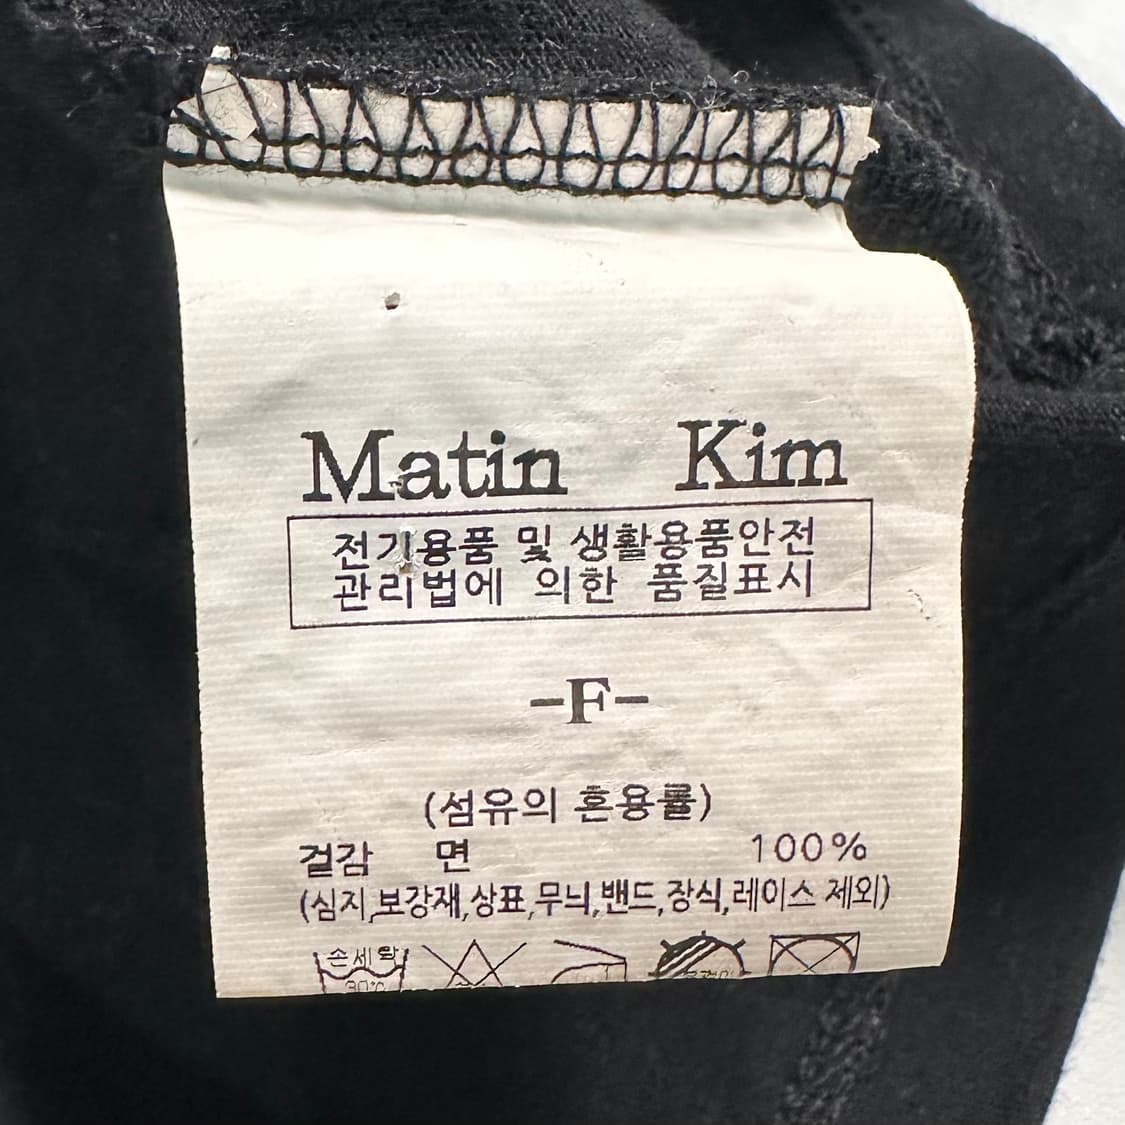 Matin Kim
전기용품 및 생활용품안전
관리법에 의한 품질표시
-F-
(섬유의 혼용률)
걸감 면 100%
(심지,보강재,상표,무늬,밴드,장식,레이스 제외)
손세탁
30℃